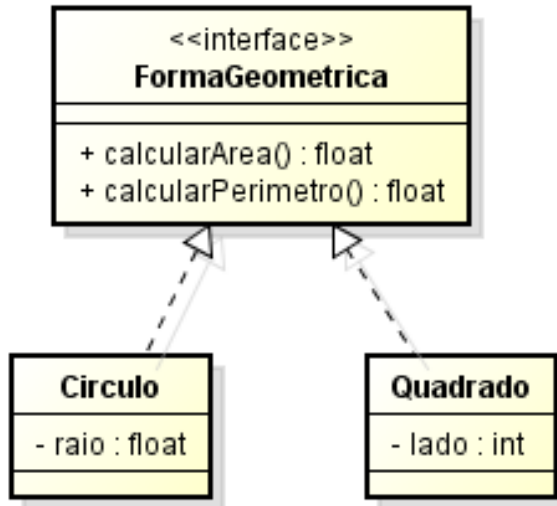 <<interface>>
FormaGeometrica
+ calcularArea() : float
+ calcularPerimetro() : float
Circulo
- raio : float
Quadrado
- lado : int